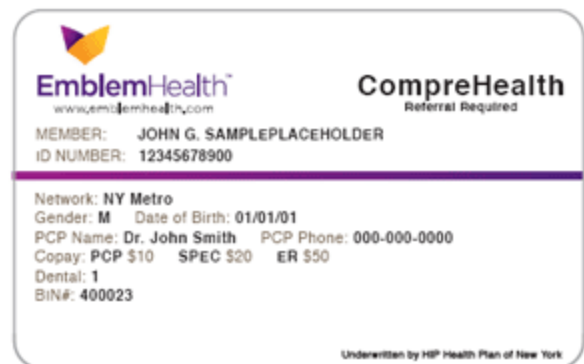 EmblemHealth™
www.emblemhealth.com
CompreHealth
Referral Required
MEMBER: JOHN G. SAMPLEPLACEHOLDER
ID NUMBER: 12345678900
Network: NY Metro
Gender: M Date of Birth: 01/01/01
PCP Name: Dr. John Smith PCP Phone: 000-000-0000
Copay: PCP $10 SPEC $20 ER $50
Dental: 1
BIN#: 400023
Underwritten by HIP Health Plan of New York